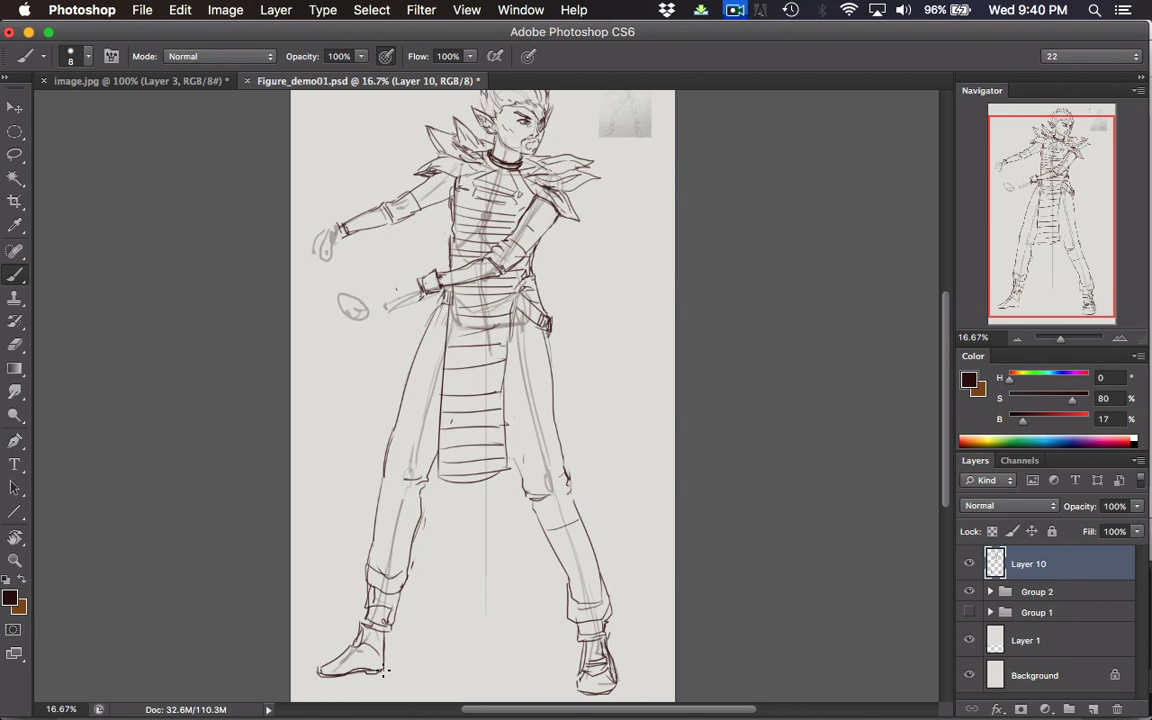 Photoshop File Edit Image Layer Type Select Filter View Window Help 96% Wed 9:40 PM
Adobe Photoshop CS6
8 Mode: Normal Opacity: 100% Flow: 100% 22
× image.jpg @ 100% (Layer 3, RGB/8#) * × Figure_demo01.psd @ 16.7% (Layer 10, RGB/8) *
Navigator
16.67%
Color
H 0 °
S 80 %
B 17 %
Layers Channels
Kind
Normal Opacity: 100%
Lock: Fill: 100%
Layer 10
Group 2
Group 1
Layer 1
Background
16.67% Doc: 32.6M/110.3M